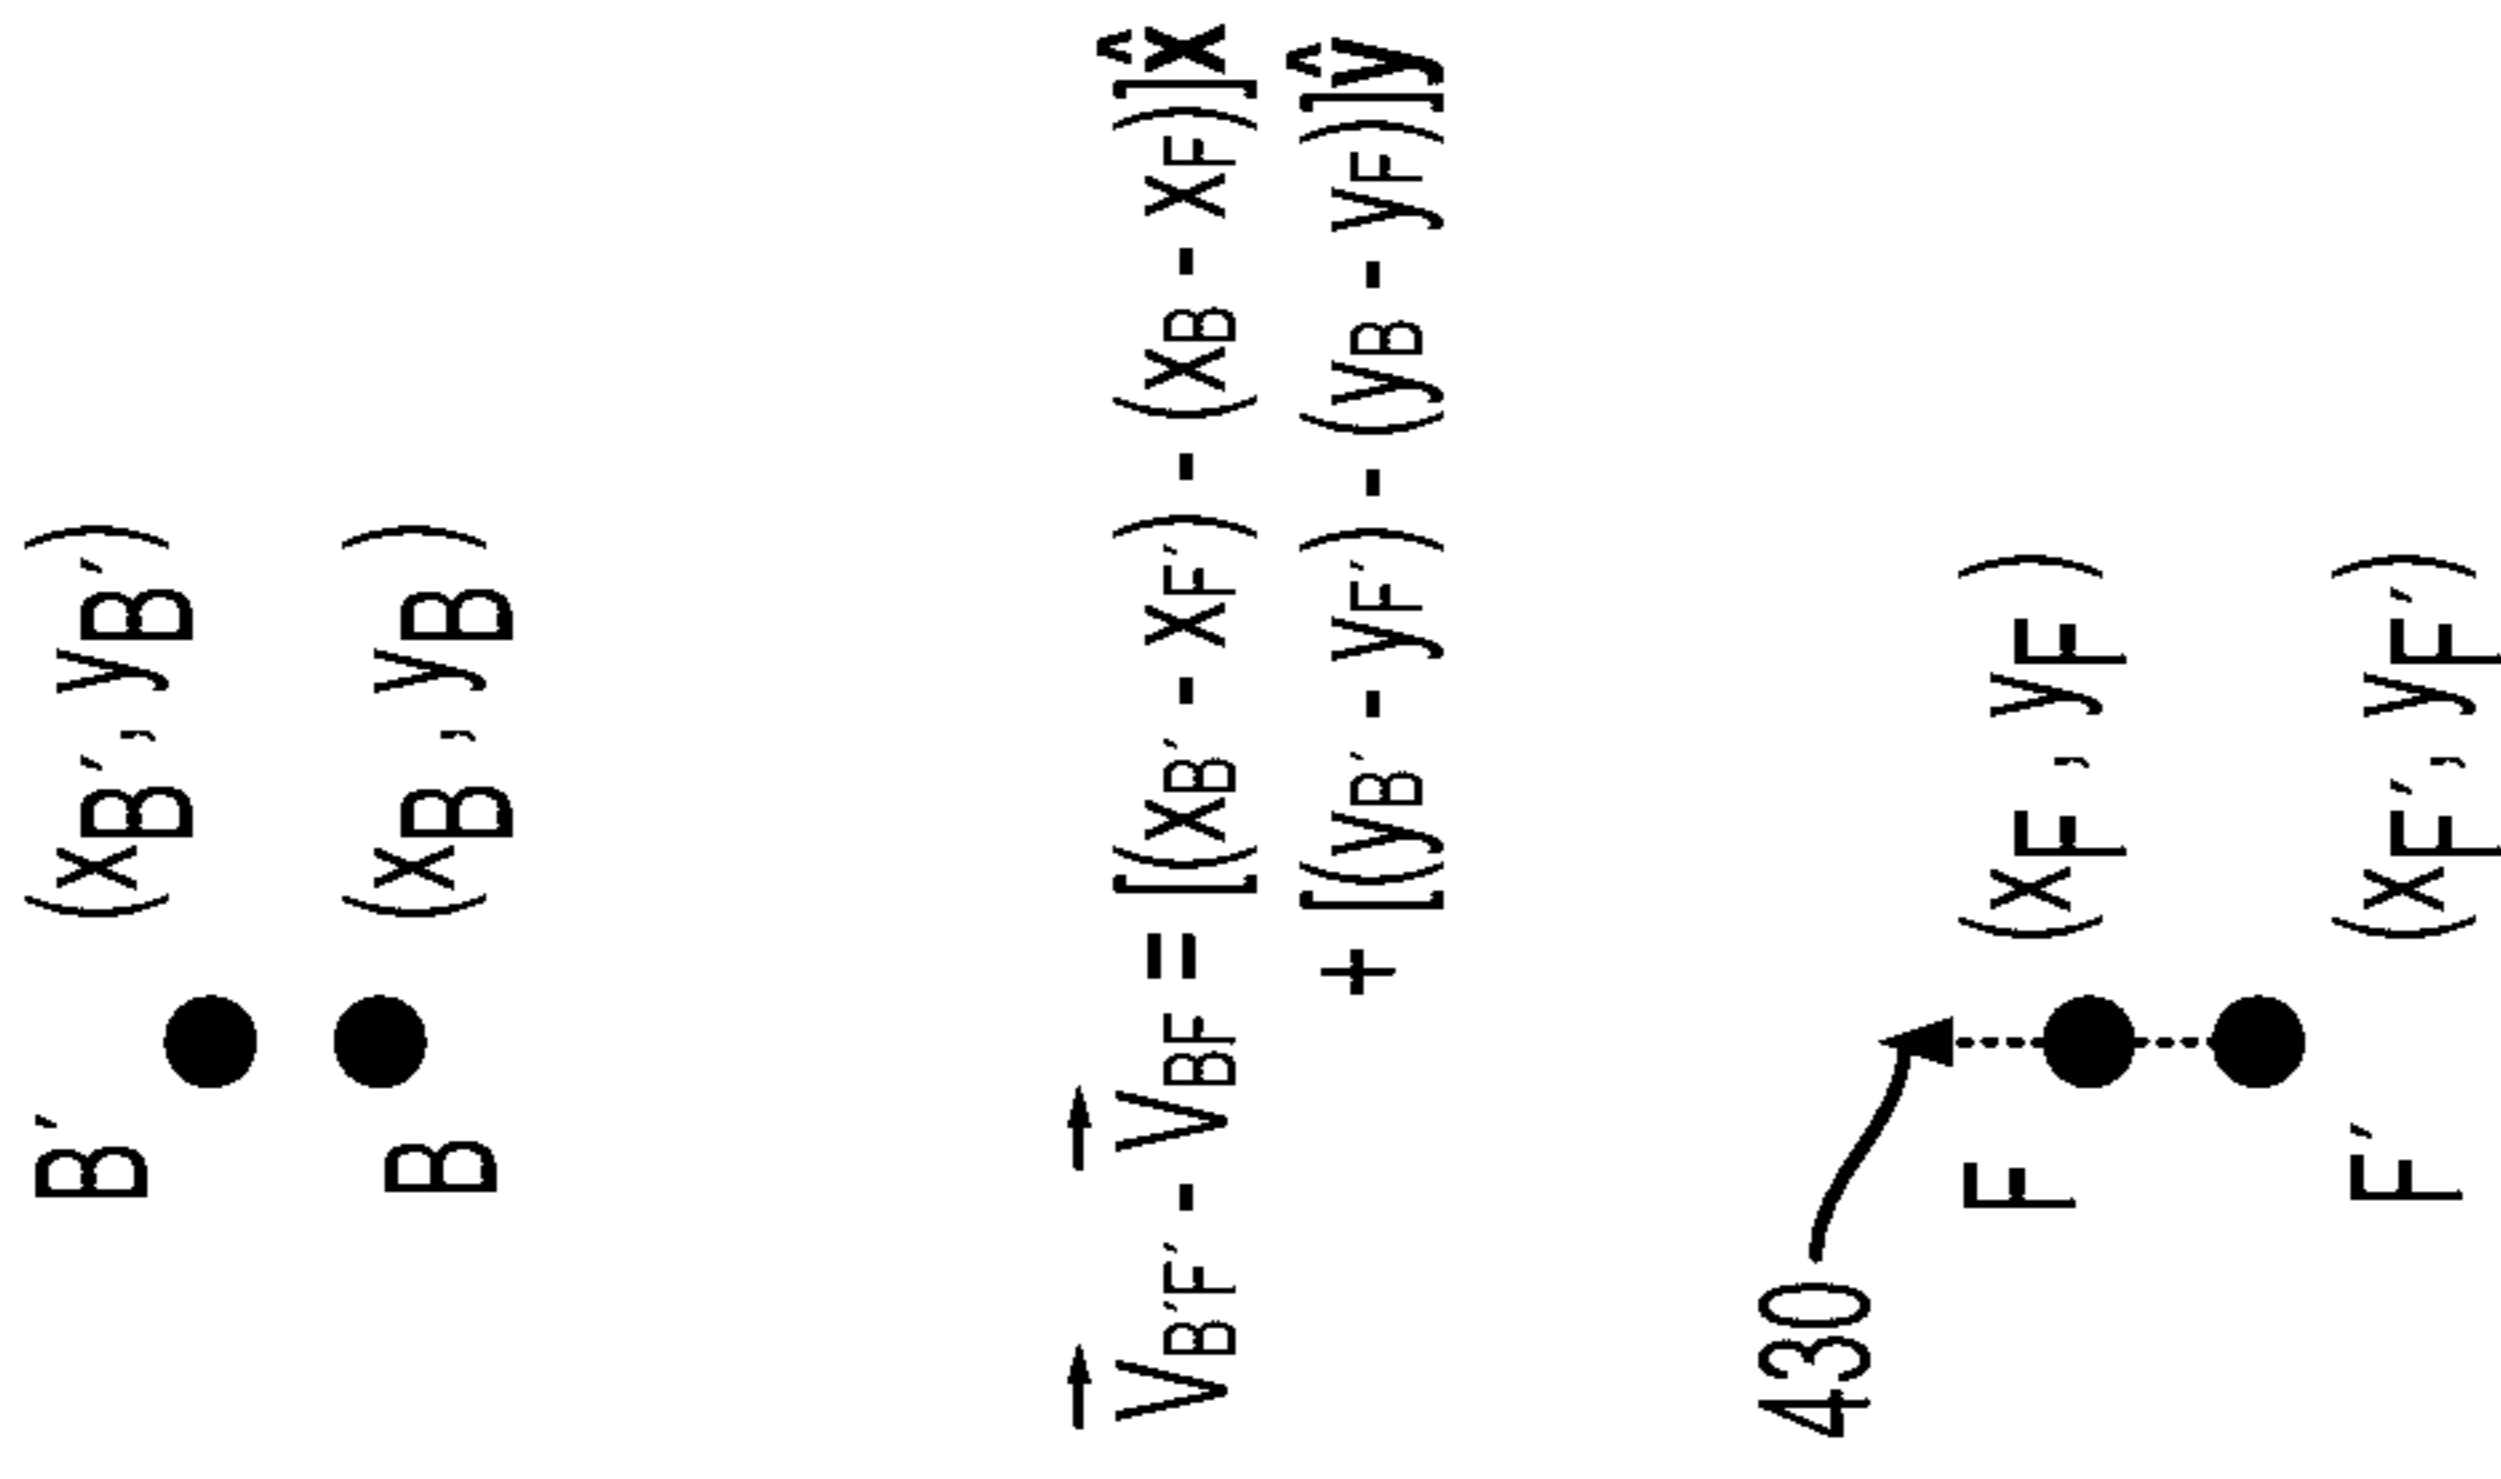 B′ (xB′, yB′)
B (xB, yB)
V⃗B′F′ - V⃗BF = [(xB′ - xF′) - (xB - xF)]x̂
+ [(yB′ - yF′) - (yB - yF)]ŷ
430
F (xF, yF)
F′ (xF′, yF′)